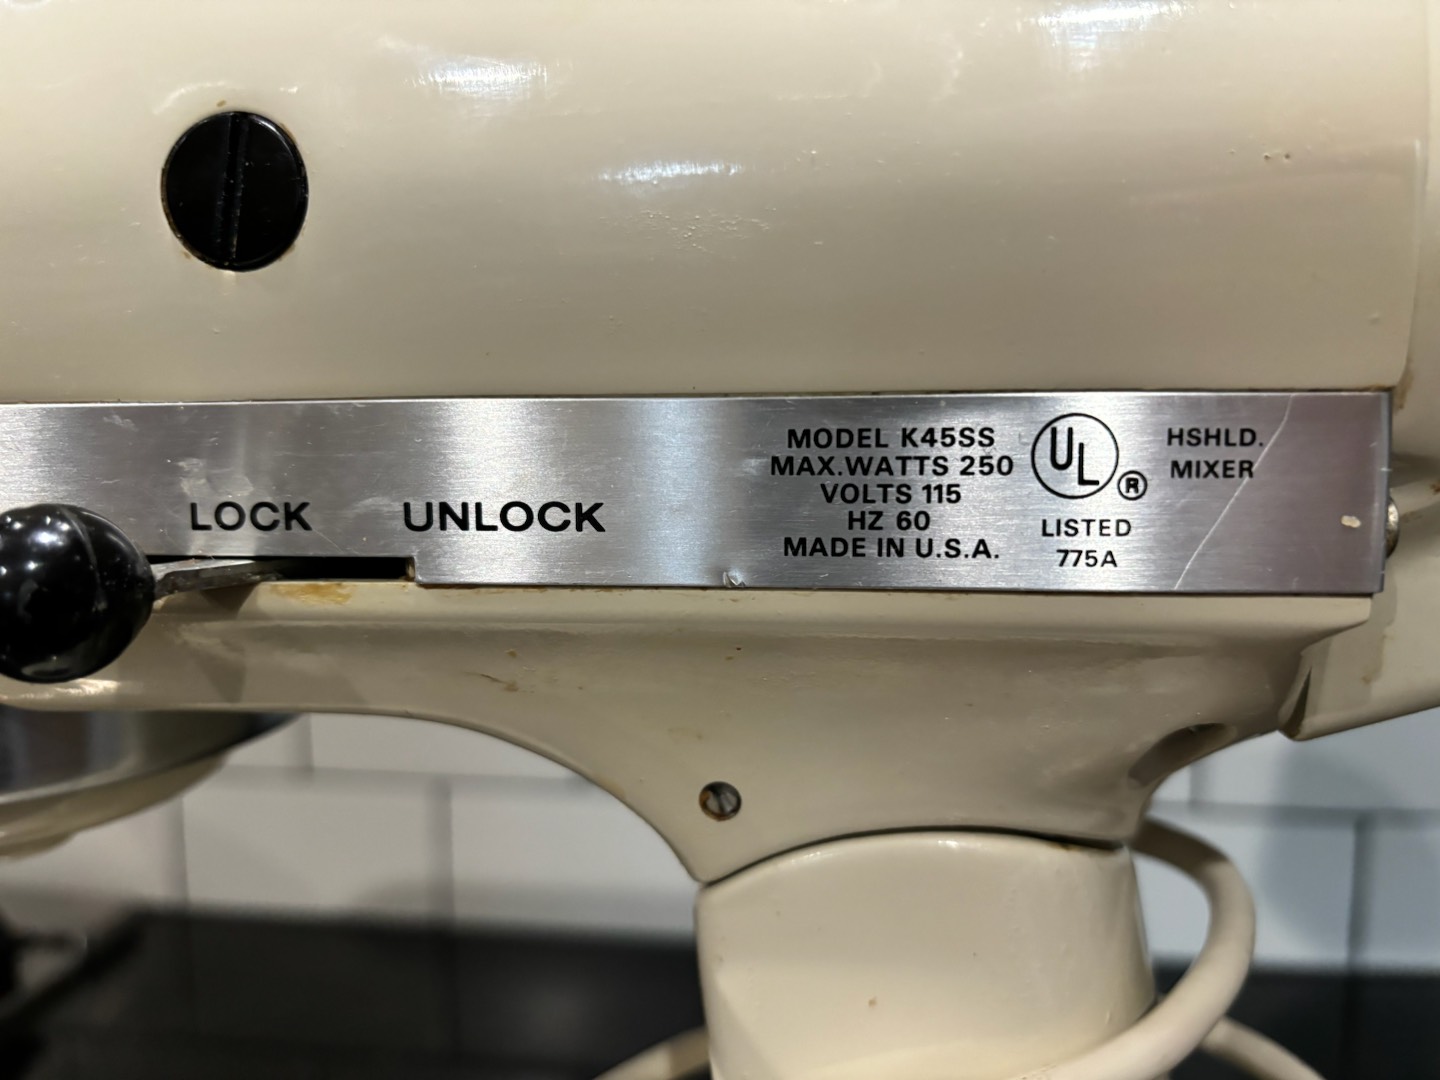 LOCK
UNLOCK
MODEL K45SS
MAX.WATTS 250
VOLTS 115
HZ 60
MADE IN U.S.A.
UL
®
LISTED
775A
HSHLD.
MIXER